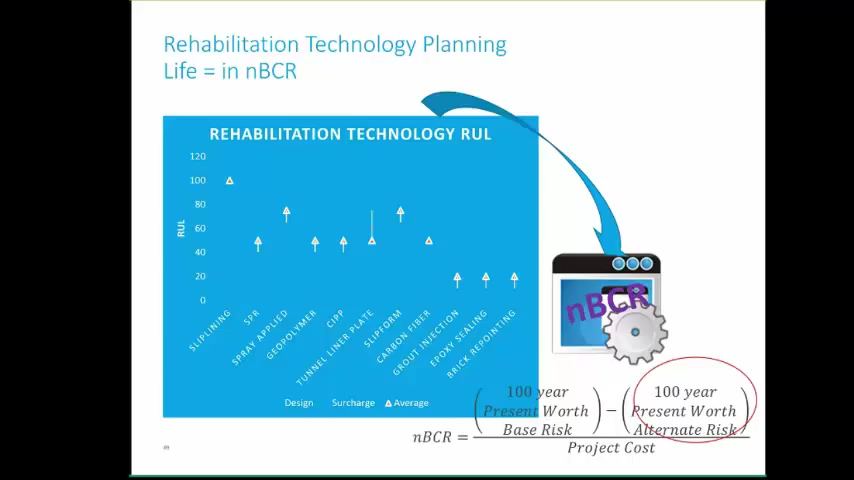 Rehabilitation Technology Planning
Life = in nBCR
REHABILITATION TECHNOLOGY RUL
120
100
80
60
40
20
0
RUL
SLIPLINING
SPR
SPRAY APPLIED
GEOPOLYMER
CIPP
TUNNEL LINER PLATE
SLIPFORM
CARBON FIBER
GROUT INJECTION
EPOXY SEALING
BRICK REPOINTING
Design Surcharge Average
nBCR
nBCR = (100 year Present Worth Base Risk) − (100 year Present Worth Alternate Risk)
Project Cost